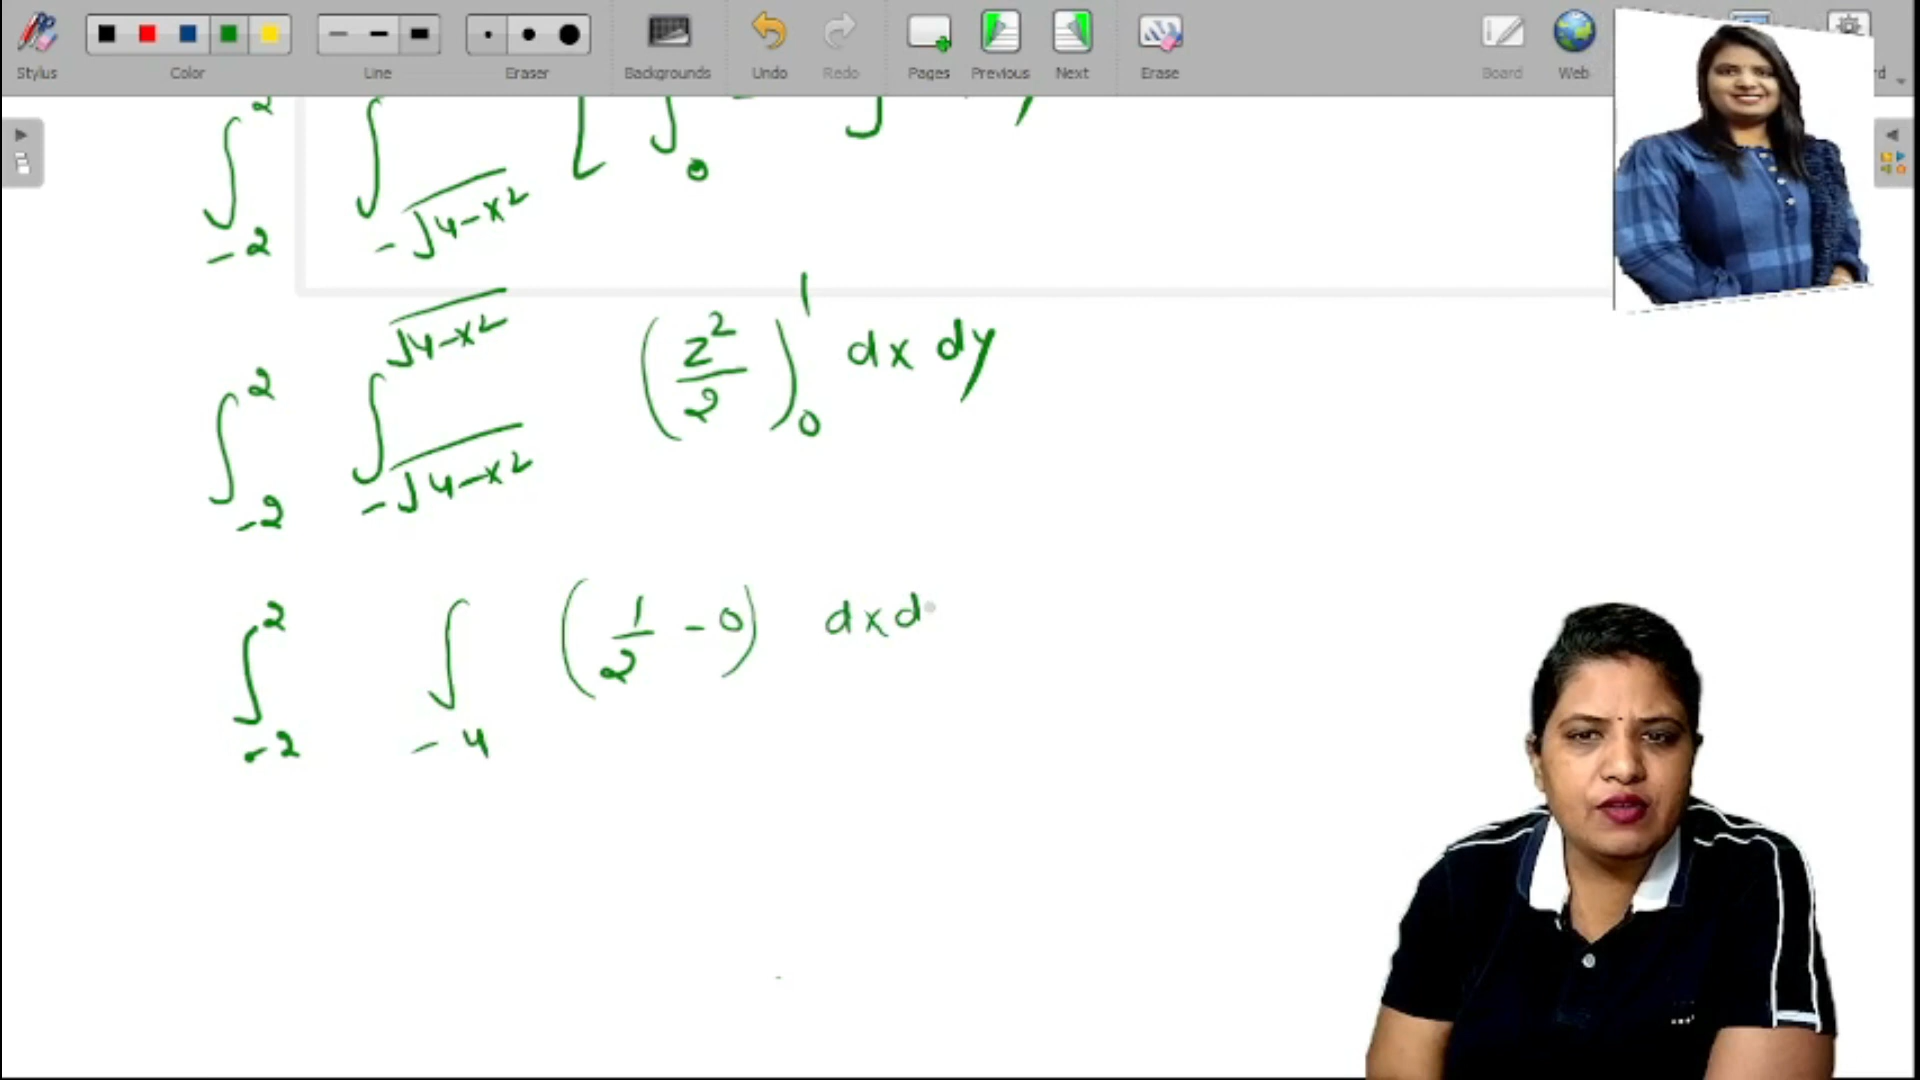 Stylus Color Line Eraser Backgrounds Undo Redo Pages Previous Next Erase Board Web
∫ 2 -2 ∫ -√4-x² [ ∫ 0
∫ 2 -2 ∫ √4-x² -√4-x² (z²/2) 1 0 dx dy
∫ 2 -2 ∫ -4 (1/2 - 0) dx d